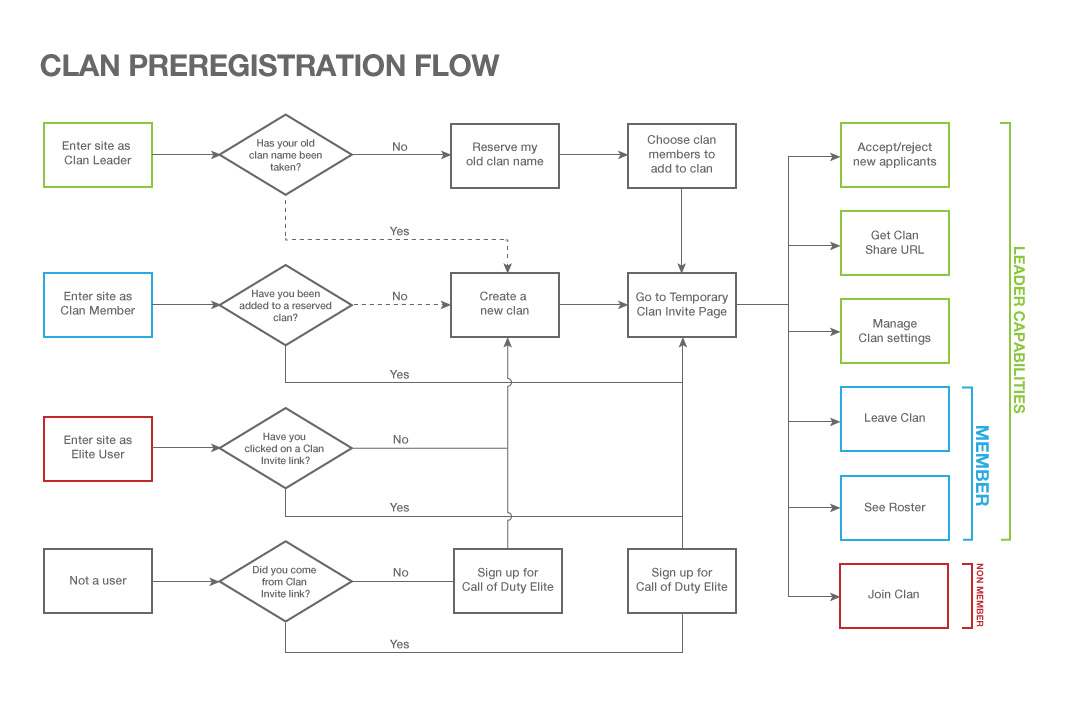 CLAN PREREGISTRATION FLOW
Enter site as
Clan Leader
Has your old
clan name been
taken?
No
Reserve my
old clan name
Choose clan
members to
add to clan
Yes
Enter site as
Clan Member
Have you been
added to a reserved
clan?
No
Create a
new clan
Go to Temporary
Clan Invite Page
Yes
Enter site as
Elite User
Have you
clicked on a Clan
Invite link?
No
Yes
Not a user
Did you come
from Clan
Invite link?
No
Sign up for
Call of Duty Elite
Sign up for
Call of Duty Elite
Yes
Accept/reject
new applicants
Get Clan
Share URL
Manage
Clan settings
Leave Clan
See Roster
Join Clan
LEADER CAPABILITIES
MEMBER
NON MEMBER